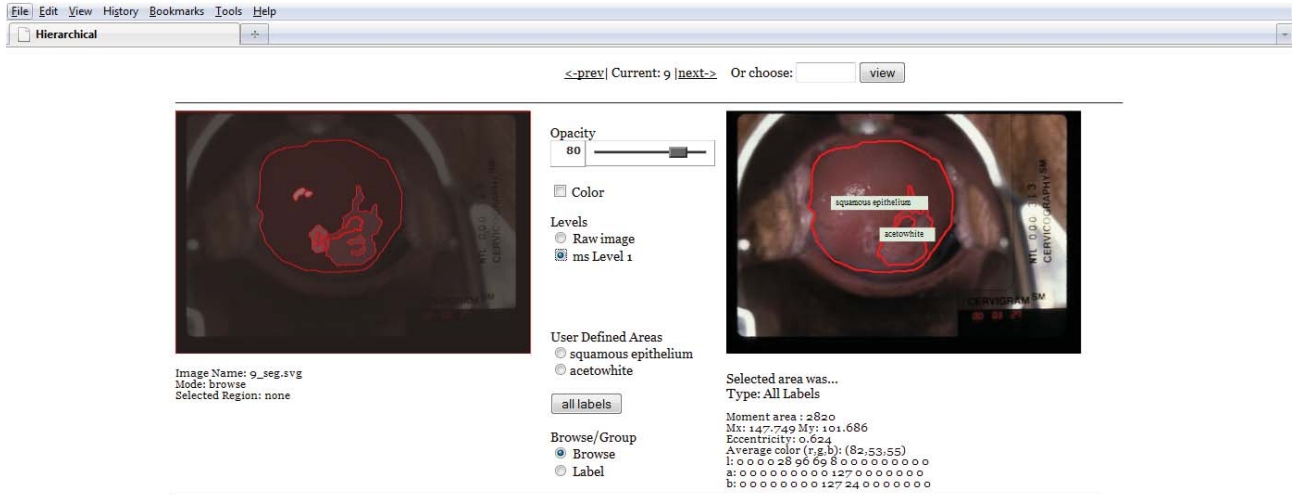 File Edit View History Bookmarks Tools Help
Hierarchical
<-prev| Current: 9 |next-> Or choose: view
Opacity
80
Color
Levels
Raw image
ms Level 1
User Defined Areas
squamous epithelium
acetowhite
all labels
Browse/Group
Browse
Label
Image Name: 9_seg.svg
Mode: browse
Selected Region: none
squamous epithelium
acetowhite
NIL 000 313
CERVICOGRAPHY SM
CERVIGRAM SM
Selected area was...
Type: All Labels
Moment area : 2820
Mx: 147.749 My: 101.686
Eccentricity: 0.624
Average color (r,g,b): (82,53,55)
l: 0 0 0 0 28 96 69 8 0 0 0 0 0 0 0 0
a: 0 0 0 0 0 0 0 0 127 0 0 0 0 0 0 0
b: 0 0 0 0 0 0 0 127 24 0 0 0 0 0 0 0